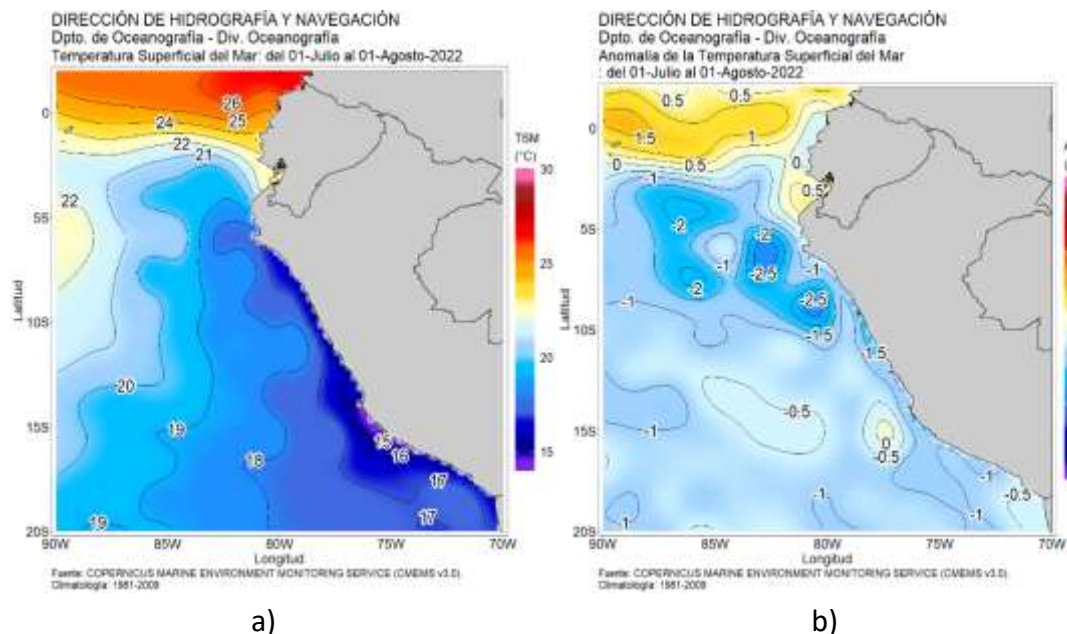 DIRECCIÓN DE HIDROGRAFÍA Y NAVEGACIÓN
Dpto. de Oceanografía - Div. Oceanografía
Temperatura Superficial del Mar: del 01-Julio al 01-Agosto-2022
26
25
24
22
21
22
20
19
18
19
15
16
17
17
0
5S
10S
15S
20S
90W
85W
80W
75W
70W
Latitud
Longitud
TSM
(°C)
30
25
20
15
Fuente: COPERNICUS MARINE ENVIRONMENT MONITORING SERVICE (CMEMS v3.0).
Climatología: 1981-2009
a)
DIRECCIÓN DE HIDROGRAFÍA Y NAVEGACIÓN
Dpto. de Oceanografía - Div. Oceanografía
Anomalía de la Temperatura Superficial del Mar
: del 01-Julio al 01-Agosto-2022
0.5
0.5
1.5
1
0
0.5
0
0.5
-1
-1
-2
-2
-1
-2.5
-1
-2
-2.5
-1
-1
-1.5
1.5
-0.5
-1
0
-0.5
-1
-1
-0.5
-1
-1
0
5S
10S
15S
20S
90W
85W
80W
75W
70W
Latitud
Longitud
Fuente: COPERNICUS MARINE ENVIRONMENT MONITORING SERVICE (CMEMS v3.0).
Climatología: 1981-2009
b)